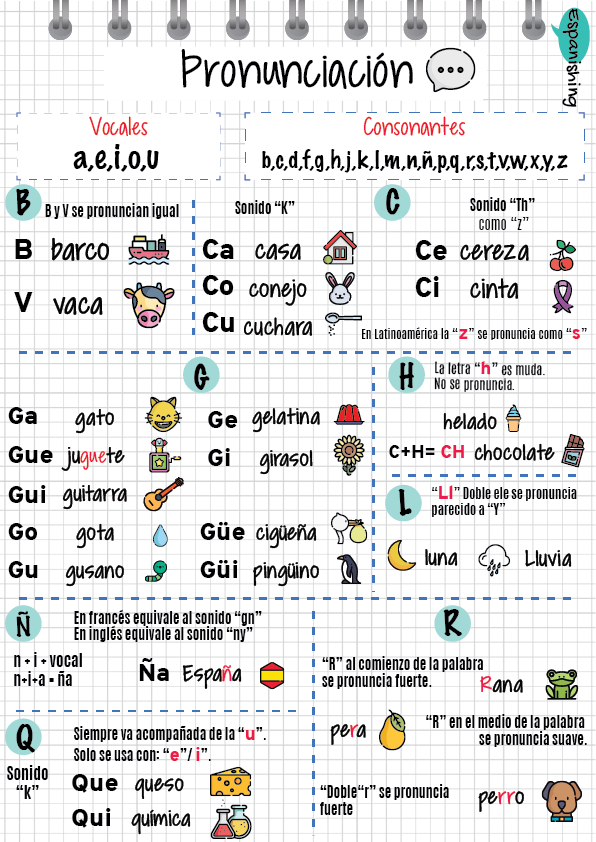 Espanishing
Pronunciación
Vocales
a,e,i,o,u
Consonantes
b,c,d,f,g,h,j,k,l,m,n,ñ,p,q,r,s,t,v,w,x,y,z
B
B y V se pronuncian igual
B barco
V vaca
Sonido "K"
Ca casa
Co conejo
Cu cuchara
C
Sonido "Th"
como "z"
Ce cereza
Ci cinta
En Latinoamérica la "z" se pronuncia como "s"
G
Ga gato
Gue juguete
Gui guitarra
Go gota
Gu gusano
Ge gelatina
Gi girasol
Güe cigüeña
Güi pingüino
H
La letra "h" es muda.
No se pronuncia.
helado
C+H= CH chocolate
L
"Ll" Doble ele se pronuncia
parecido a "Y"
luna
Lluvia
Ñ
En francés equivale al sonido "gn"
En inglés equivale al sonido "ny"
n + i + vocal
n+i+a = ña
Ña España
Q
Sonido
"K"
Siempre va acompañada de la "u".
Solo se usa con: "e"/ i".
Que queso
Qui química
R
"R" al comienzo de la palabra
se pronuncia fuerte.
Rana
pera
"R" en el medio de la palabra
se pronuncia suave.
"Doble"r" se pronuncia
fuerte
perro